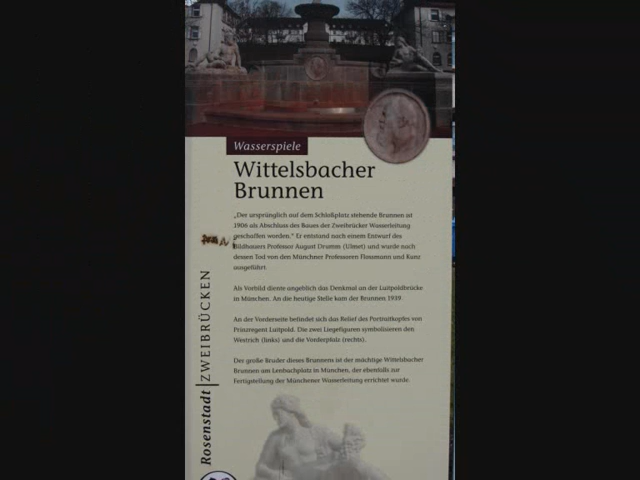 Wasserspiele
Wittelsbacher
Brunnen
„Der ursprünglich auf dem Schloßplatz stehende Brunnen ist
1906 als Abschluss des Baues der Zweibrücker Wasserleitung
geschaffen worden.“ Er entstand nach einem Entwurf des
Bildhauers Professor August Drumm (Ulmet) und wurde nach
dessen Tod von den Münchner Professoren Flossmann und Kunz
ausgeführt
Als Vorbild diente angeblich das Denkmal an der Luitpoldbrücke
in München. An die heutige Stelle kam der Brunnen 1939
An der Vorderseite befindet sich das Relief des Portraitkopfes von
Prinzregent Luitpold. Die zwei Liegefiguren symbolisieren den
Westrich (links) und die Vorderpfalz (rechts).
Der große Bruder dieses Brunnens ist der mächtige Wittelsbacher
Brunnen am Lenbachplatz in München, der ebenfalls zur
Fertigstellung der Münchener Wasserleitung errichtet wurde.
Rosenstadt|ZWEIBRÜCKEN